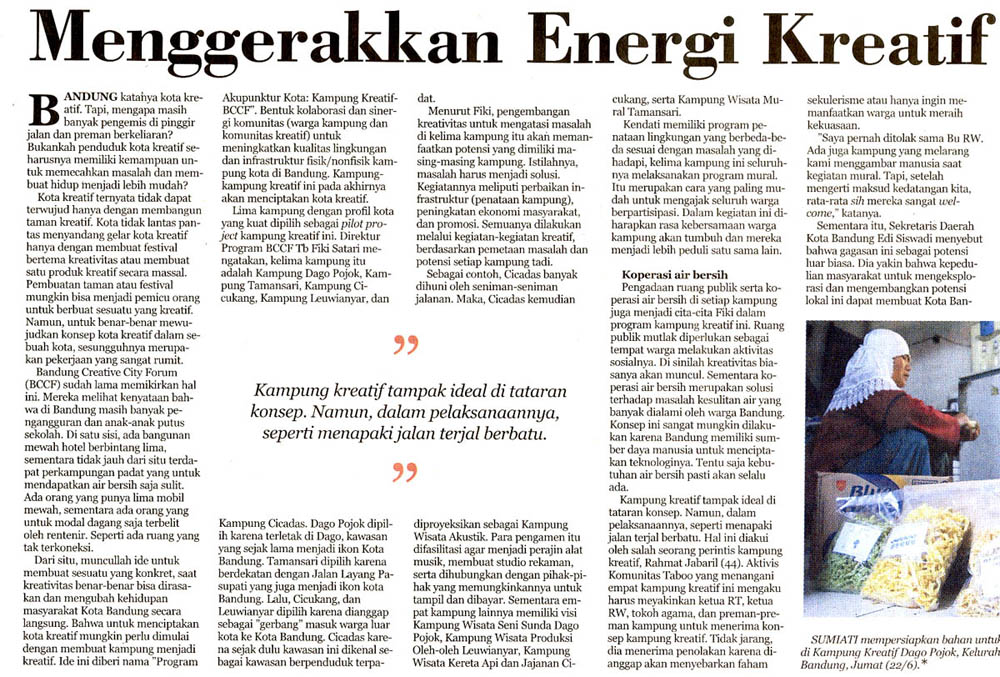 Menggerakkan Energi Kreatif
BANDUNG katanya kota kre-
atif. Tapi, mengapa masih
banyak pengemis di pinggir
jalan dan preman berkeliaran?
Bukankah penduduk kota kreatif se-
harusnya memiliki kemampuan un-
tuk memecahkan masalah dan mem-
buat hidup menjadi lebih mudah?
Kota kreatif ternyata tidak dapat
terwujud hanya dengan membangun
taman kreatif. Kota tidak lantas pan-
tas menyandang gelar kota kreatif
hanya dengan membuat festival
bertema kreativitas atau membuat
satu produk kreatif secara massal.
Pembuatan taman atau festival
mungkin bisa menjadi pemicu orang
untuk berbuat sesuatu yang kreatif.
Namun, untuk benar-benar mewu-
judkan konsep kota kreatif dalam se-
buah kota, sesungguhnya merupa-
kan pekerjaan yang sangat rumit.
Bandung Creative City Forum
(BCCF) sudah lama memikirkan hal
ini. Mereka melihat kenyataan bah-
wa di Bandung masih banyak pe-
ngangguran dan anak-anak putus
sekolah. Di satu sisi, ada bangunan
mewah hotel berbintang lima,
sementara tidak jauh dari situ terda-
pat perkampungan padat yang untuk
mendapatkan air bersih saja sulit.
Ada orang yang punya lima mobil
mewah, sementara ada orang yang
untuk modal dagang saja terbelit
oleh rentenir. Seperti ada ruang yang
tak terkoneksi.
Dari situ, muncullah ide untuk
membuat sesuatu yang konkret, saat
kreativitas benar-benar bisa dirasa-
kan dan mengubah kehidupan
masyarakat Kota Bandung secara
langsung. Bahwa untuk menciptakan
kota kreatif mungkin perlu dimulai
dengan membuat kampung menjadi
kreatif. Ide ini diberi nama "Program
Akupunktur Kota: Kampung Kreatif-
BCCF". Bentuk kolaborasi dan siner-
gi komunitas (warga kampung dan
komunitas kreatif) untuk
meningkatkan kualitas lingkungan
dan infrastruktur fisik/nonfisik kam-
pung kota di Bandung. Kampung-
kampung kreatif ini pada akhirnya
akan menciptakan kota kreatif.
Lima kampung dengan profil kota
yang kuat dipilih sebagai pilot pro-
ject kampung kreatif ini. Direktur
Program BCCF Tb Fiki Satari me-
ngatakan, kelima kampung itu
adalah Kampung Dago Pojok, Kam-
pung Tamansari, Kampung Ci-
cukang, Kampung Leuwianyar, dan
Kampung Cicadas. Dago Pojok dipil-
ih karena terletak di Dago, kawasan
yang sejak lama menjadi ikon Kota
Bandung. Tamansari dipilih karena
berdekatan dengan Jalan Layang Pa-
supati yang juga menjadi ikon kota
Bandung. Lalu, Cicukang, dan
Leuwianyar dipilih karena dianggap
sebagai "gerbang" masuk warga luar
kota ke Kota Bandung. Cicadas kare-
na sejak dulu kawasan ini dikenal se-
bagai kawasan berpenduduk terpa-
dat.
Menurut Fiki, pengembangan
kreativitas untuk mengatasi masalah
di kelima kampung itu akan meman-
faatkan potensi yang dimiliki ma-
sing-masing kampung. Istilahnya,
masalah harus menjadi solusi.
Kegiatannya meliputi perbaikan in-
frastruktur (penataan kampung),
peningkatan ekonomi masyarakat,
dan promosi. Semuanya dilakukan
melalui kegiatan-kegiatan kreatif,
berdasarkan pemetaan masalah dan
potensi setiap kampung tadi.
Sebagai contoh, Cicadas banyak
dihuni oleh seniman-seniman
jalanan. Maka, Cicadas kemudian
”
Kampung kreatif tampak ideal di tataran
konsep. Namun, dalam pelaksanaannya,
seperti menapaki jalan terjal berbatu.
”
diproyeksikan sebagai Kampung
Wisata Akustik. Para pengamen itu
difasilitasi agar menjadi perajin alat
musik, membuat studio rekaman,
serta dihubungkan dengan pihak-pi-
hak yang memungkinkannya untuk
tampil dan dibayar. Sementara em-
pat kampung lainnya memiliki visi
Kampung Wisata Seni Sunda Dago
Pojok, Kampung Wisata Produksi
Oleh-oleh Leuwianyar, Kampung
Wisata Kereta Api dan Jajanan Ci-
cukang, serta Kampung Wisata Mu-
ral Tamansari.
Kendati memiliki program pe-
nataan lingkungan yang berbeda-be-
da sesuai dengan masalah yang di-
hadapi, kelima kampung ini seluruh-
nya melaksanakan program mural.
Itu merupakan cara yang paling mu-
dah untuk mengajak seluruh warga
berpartisipasi. Dalam kegiatan ini di-
harapkan rasa kebersamaan warga
kampung akan tumbuh dan mereka
menjadi lebih peduli satu sama lain.
Koperasi air bersih
Pengadaan ruang publik serta ko-
perasi air bersih di setiap kampung
juga menjadi cita-cita Fiki dalam
program kampung kreatif ini. Ruang
publik mutlak diperlukan sebagai
tempat warga melakukan aktivitas
sosialnya. Di sinilah kreativitas bia-
sanya akan muncul. Sementara ko-
perasi air bersih merupakan solusi
terhadap masalah kesulitan air yang
banyak dialami oleh warga Bandung.
Konsep ini sangat mungkin dilaku-
kan karena Bandung memiliki sum-
ber daya manusia untuk mencipta-
kan teknologinya. Tentu saja kebu-
tuhan air bersih pasti akan selalu
ada.
Kampung kreatif tampak ideal di
tataran konsep. Namun, dalam
pelaksanaannya, seperti menapaki
jalan terjal berbatu. Hal ini diakui
oleh salah seorang perintis kampung
kreatif, Rahmat Jabaril (44). Aktivis
Komunitas Taboo yang menangani
empat kampung kreatif ini mengaku
harus meyakinkan ketua RT, ketua
RW, tokoh agama, dan preman-pre-
man kampung untuk menerima kon-
sep kampung kreatif. Tidak jarang,
dia menerima penolakan karena di-
anggap akan menyebarkan faham
sekulerisme atau hanya ingin me-
manfaatkan warga untuk meraih
kekuasaan.
"Saya pernah ditolak sama Bu RW.
Ada juga kampung yang melarang
kami menggambar manusia saat
kegiatan mural. Tapi, setelah
mengerti maksud kedatangan kita,
rata-rata sih mereka sangat wel-
come," katanya.
Sementara itu, Sekretaris Daerah
Kota Bandung Edi Siswadi menyebut
bahwa gagasan ini sebagai potensi
luar biasa. Dia yakin bahwa kepedu-
lian masyarakat untuk mengeksplo-
rasi dan mengembangkan potensi
lokal ini dapat membuat Kota Ban-
SUMIATI mempersiapkan bahan untuk
di Kampung Kreatif Dago Pojok, Kelurah
Bandung, Jumat (22/6).*